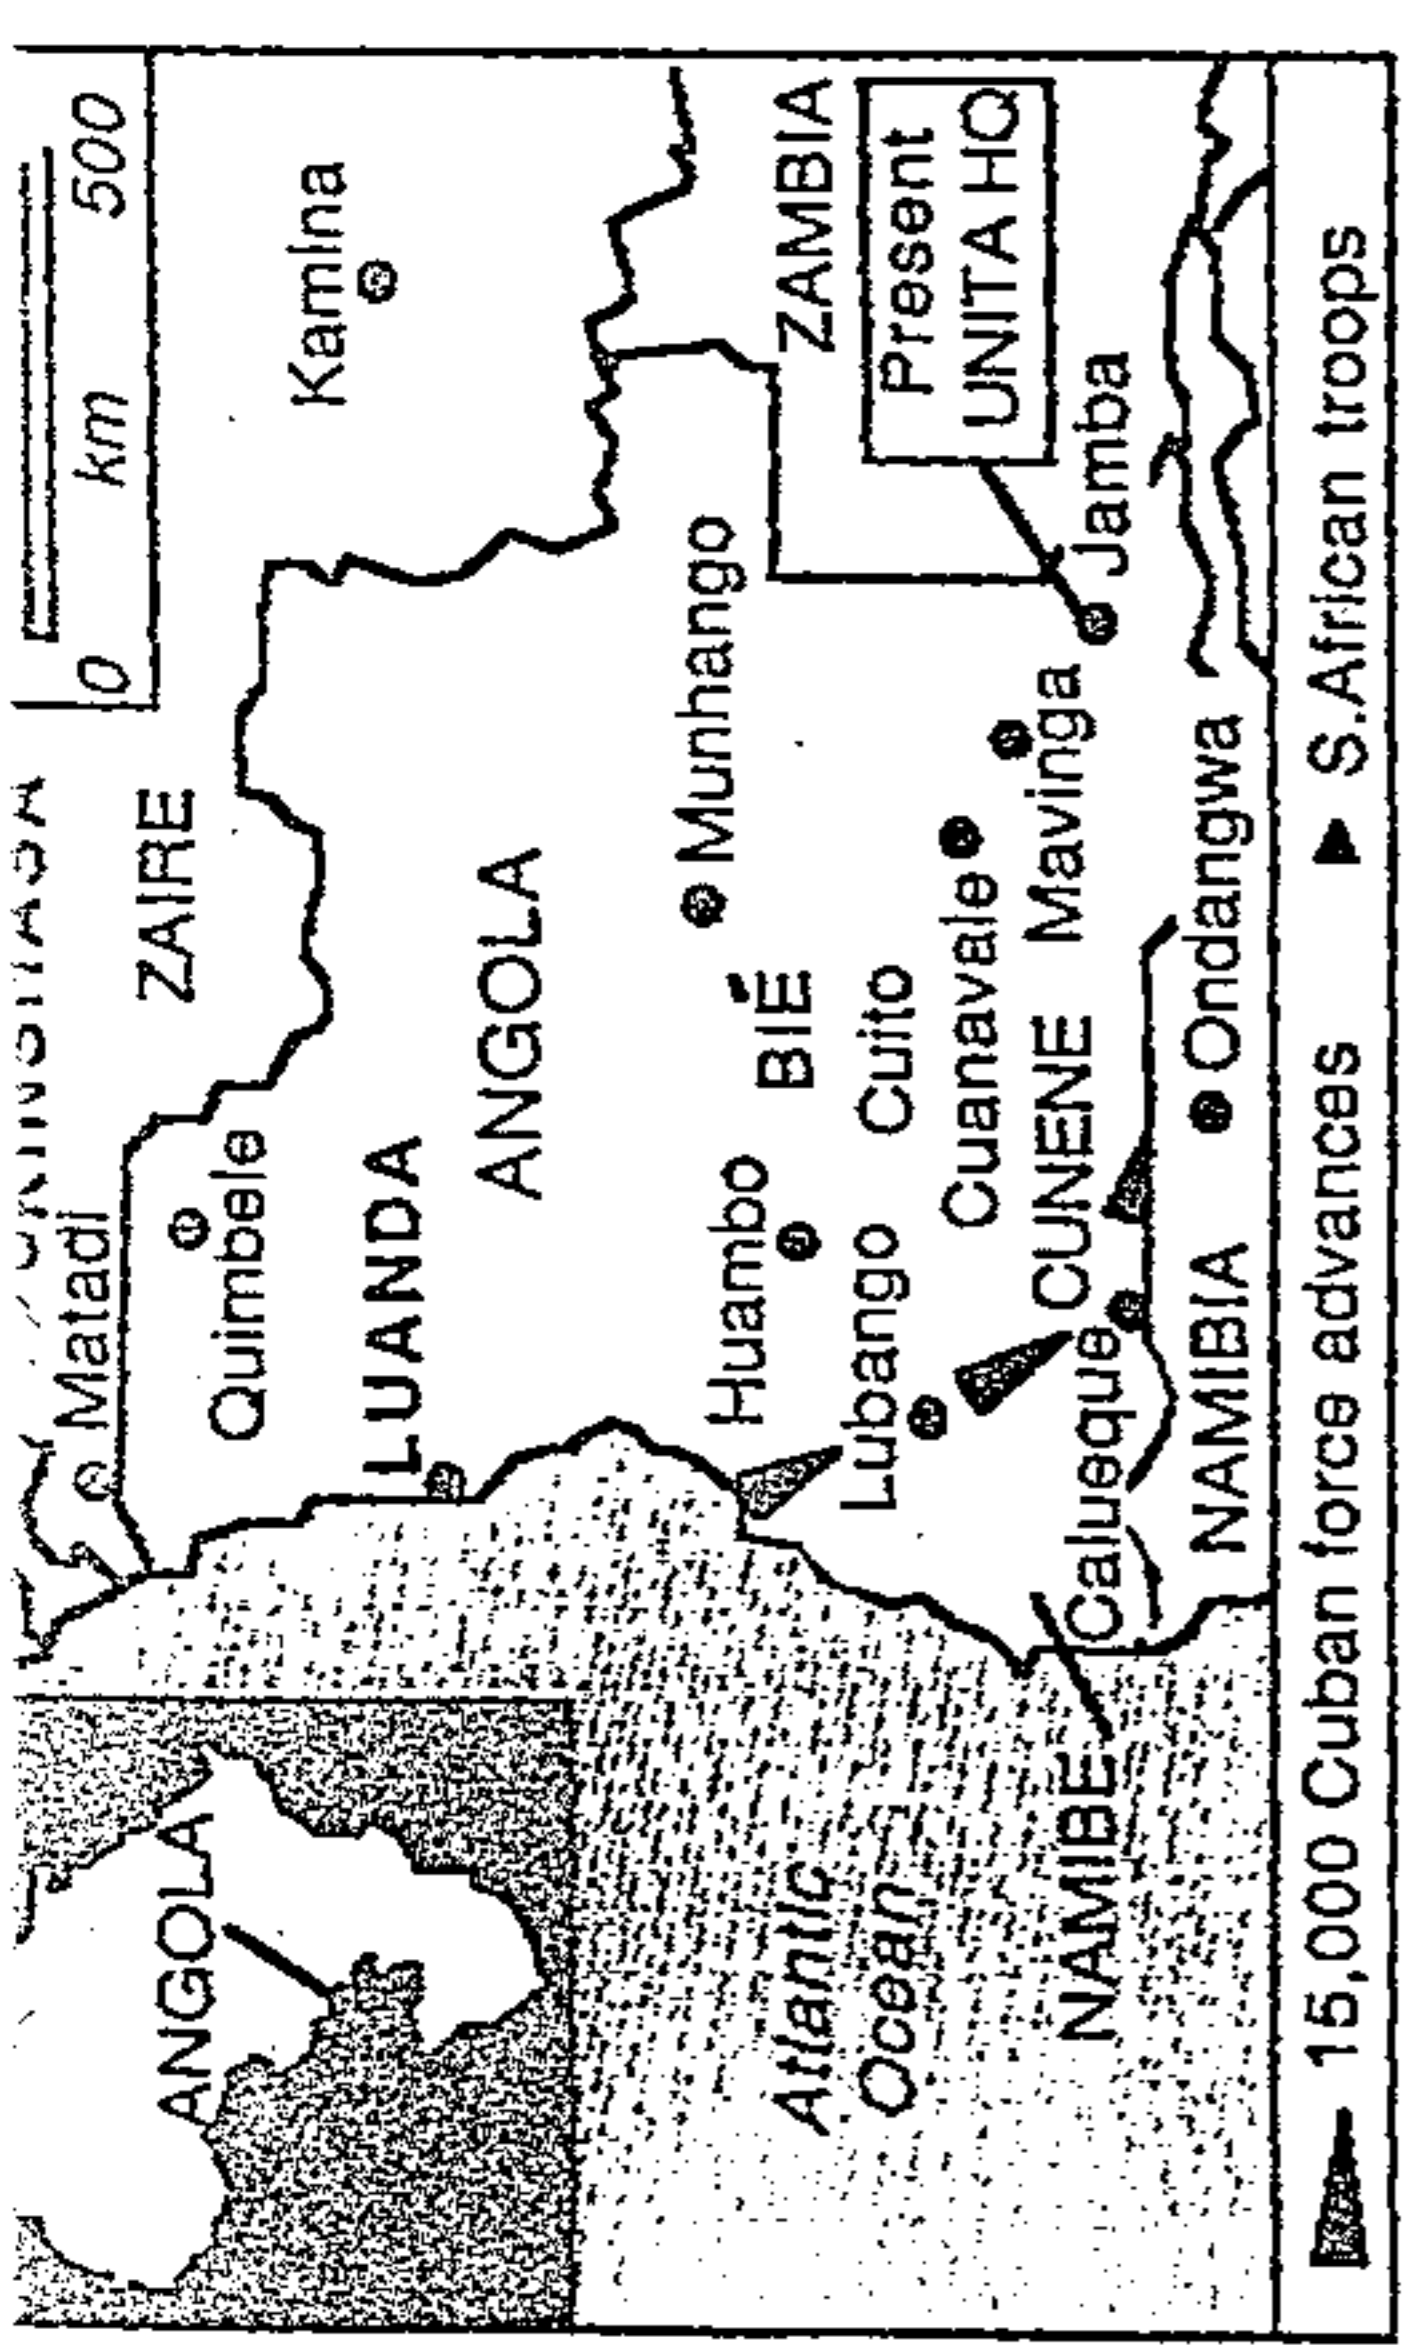 ANGOLA
Matadi
Quimbele
ZAIRE
0 km 500
Kamina
LUANDA
ANGOLA
Munhango
Huambo
BIÉ
ZAMBIA
Present
UNITA HQ
Atlantic
Ocean
Lubango
Cuito
Cuanavale
Mavinga
Jamba
CUNENE
NAMIBE
Calueque
NAMIBIA
Ondangwa
15,000 Cuban force advances
S.African troops